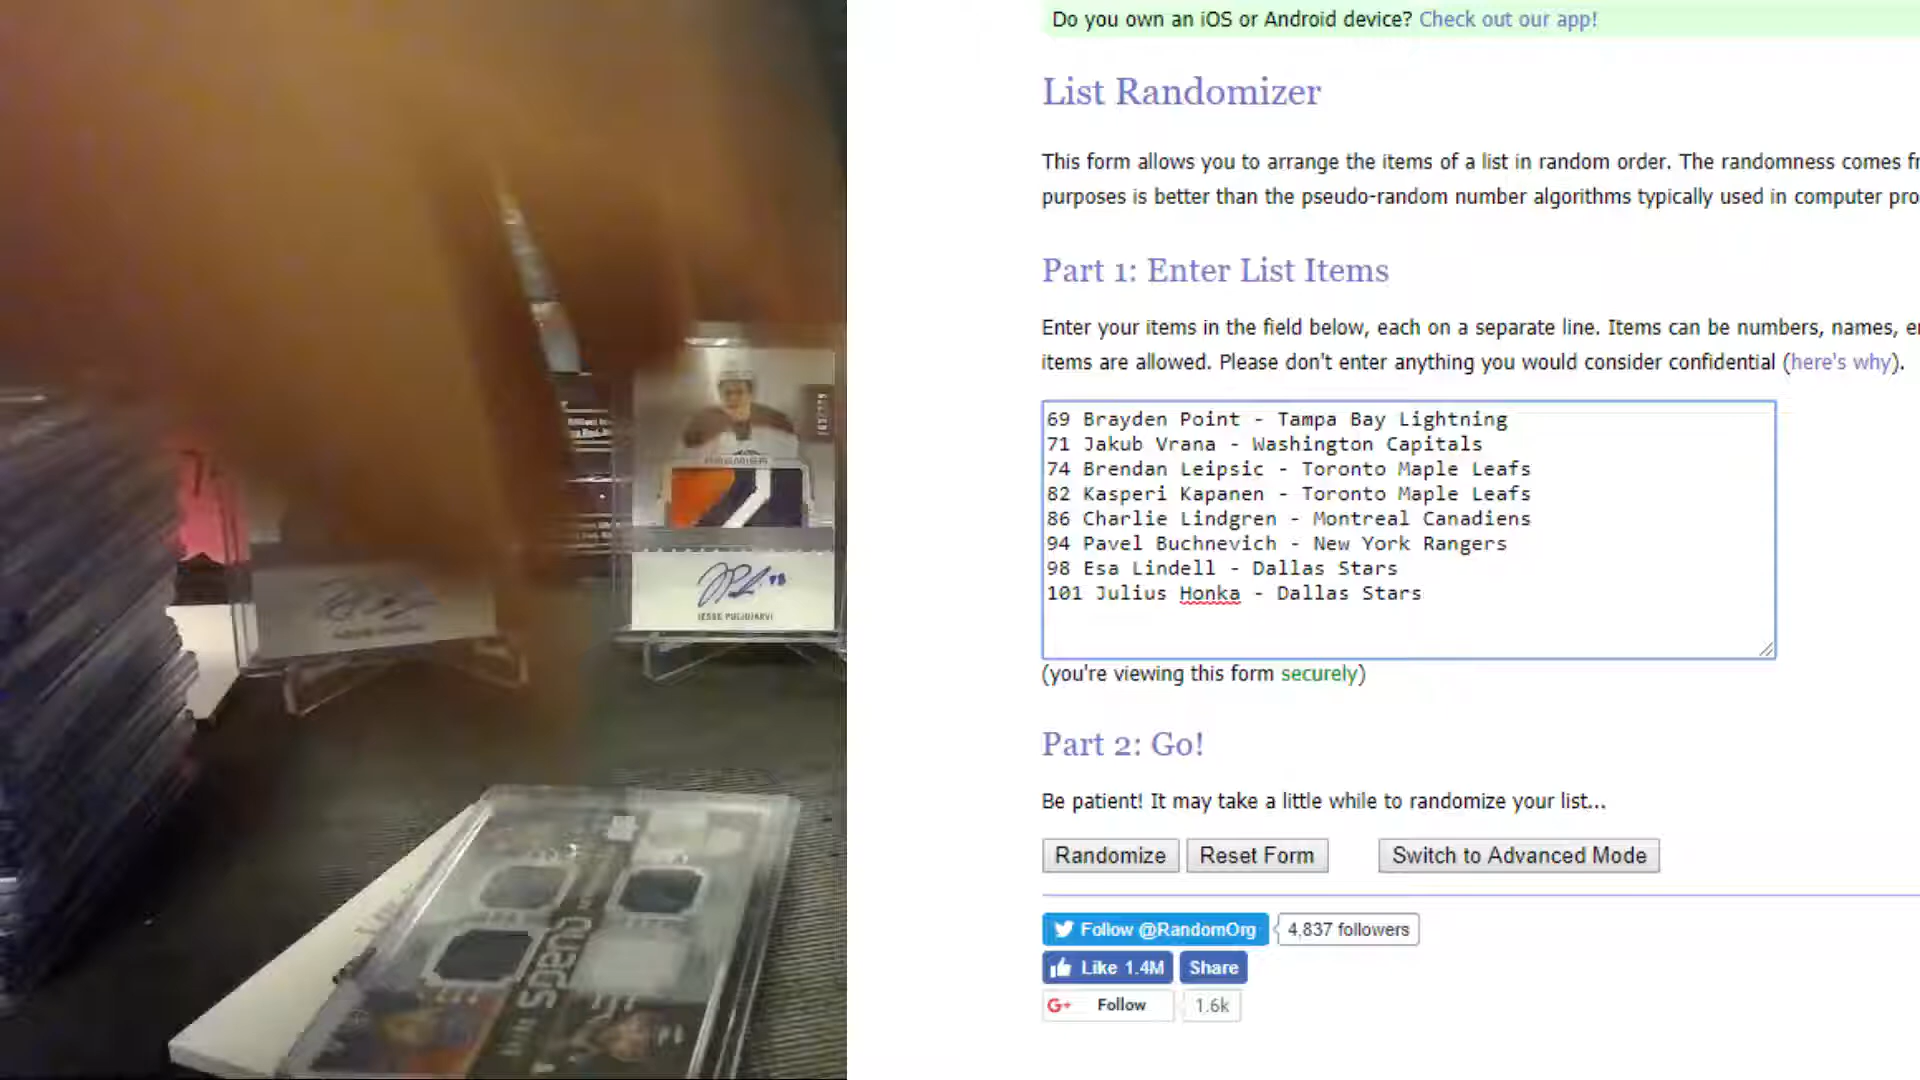 Do you own an iOS or Android device? Check out our app!
List Randomizer
This form allows you to arrange the items of a list in random order. The randomness comes
purposes is better than the pseudo-random number algorithms typically used in computer
Part 1: Enter List Items
Enter your items in the field below, each on a separate line. Items can be numbers, names,
items are allowed. Please don't enter anything you would consider confidential (here's why).
69 Brayden Point - Tampa Bay Lightning
71 Jakub Vrana - Washington Capitals
74 Brendan Leipsic - Toronto Maple Leafs
82 Kasperi Kapanen - Toronto Maple Leafs
86 Charlie Lindgren - Montreal Canadiens
94 Pavel Buchnevich - New York Rangers
98 Esa Lindell - Dallas Stars
101 Julius Honka - Dallas Stars
(you're viewing this form securely)
Part 2: Go!
Be patient! It may take a little while to randomize your list...
Randomize Reset Form Switch to Advanced Mode
Follow @RandomOrg 4,837 followers
Like 1.4M Share
G+ Follow 1.6k
JESSE PULJUJARVI